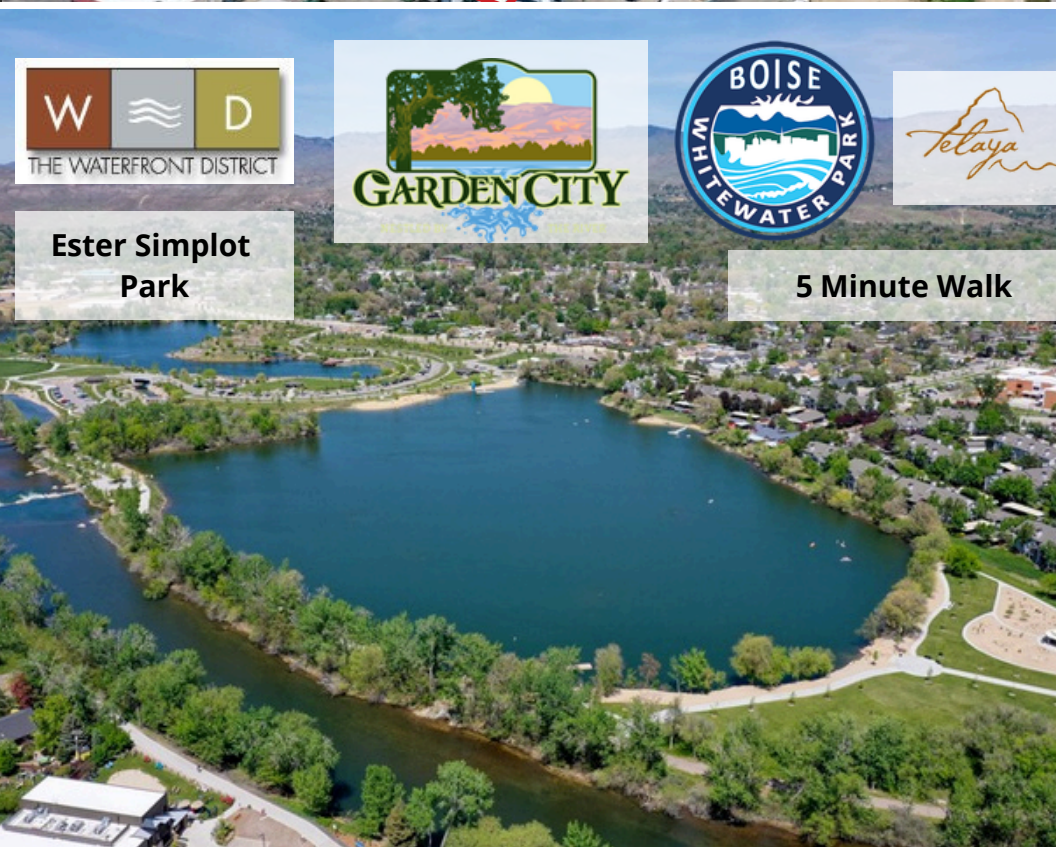 W D
THE WATERFRONT DISTRICT
GARDEN CITY
BOISE
WHITEWATER PARK
telaya
Ester Simplot
Park
5 Minute Walk